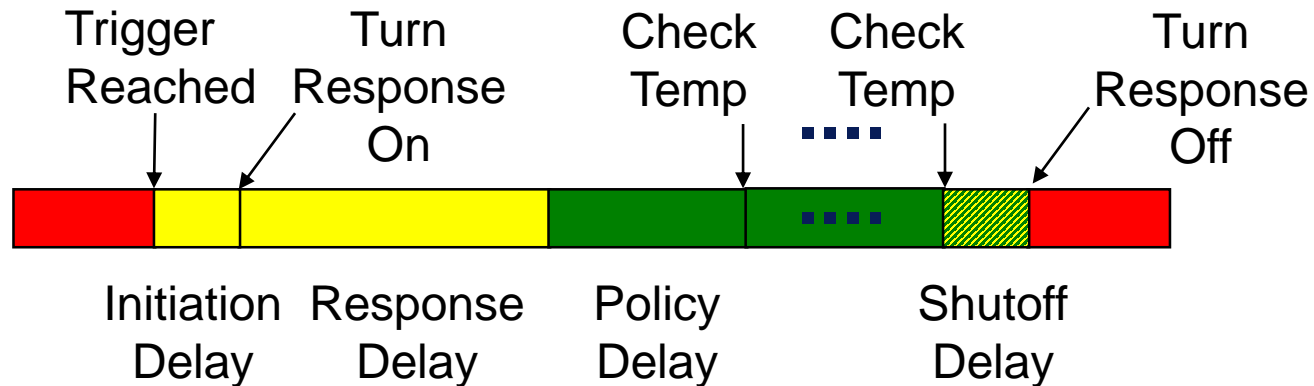 Trigger
Reached
Turn
Response
On
Check
Temp
Check
Temp
Turn
Response
Off
Initiation
Delay
Response
Delay
Policy
Delay
Shutoff
Delay